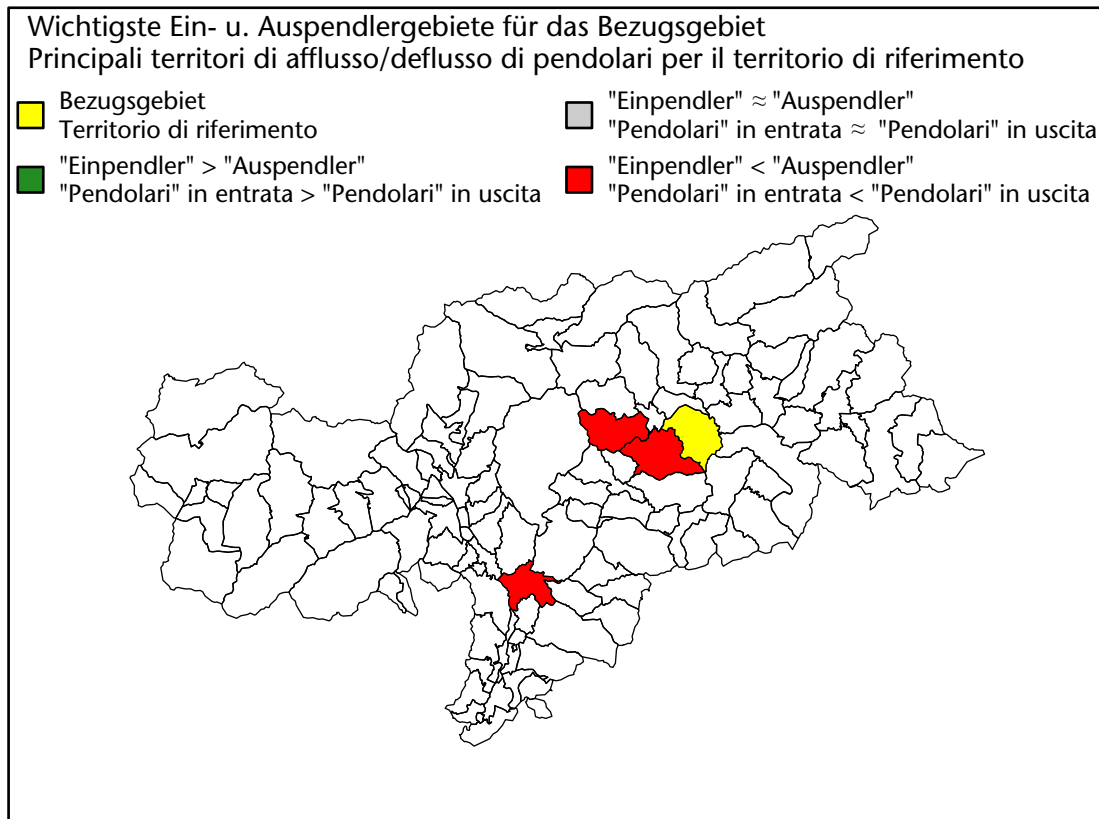 Wichtigste Ein- u. Auspendlergebiete für das Bezugsgebiet
Principali territori di afflusso/deflusso di pendolari per il territorio di riferimento
Bezugsgebiet
Territorio di riferimento
"Einpendler" > "Auspendler"
"Pendolari" in entrata > "Pendolari" in uscita
"Einpendler" ≈ "Auspendler"
"Pendolari" in entrata ≈ "Pendolari" in uscita
"Einpendler" < "Auspendler"
"Pendolari" in entrata < "Pendolari" in uscita